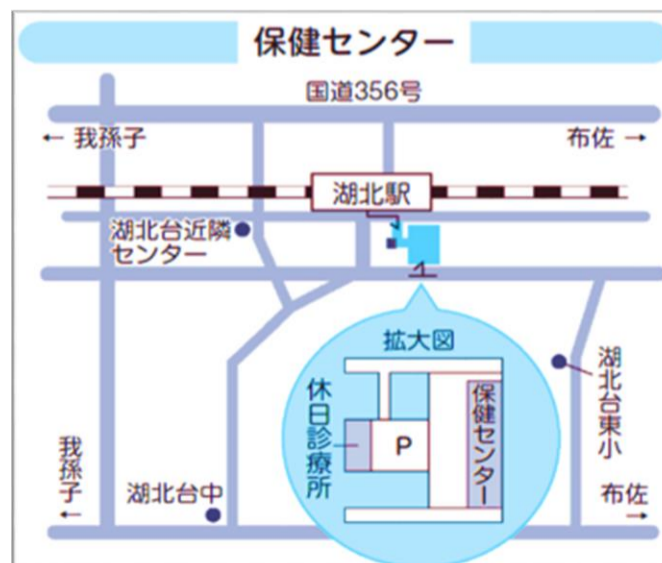 保健センター
国道356号
← 我孫子
布佐 →
湖北駅
湖北台近隣
センター
拡大図
休日診療所
P
保健センター
湖北台東小
我孫子
←
湖北台中
布佐
→